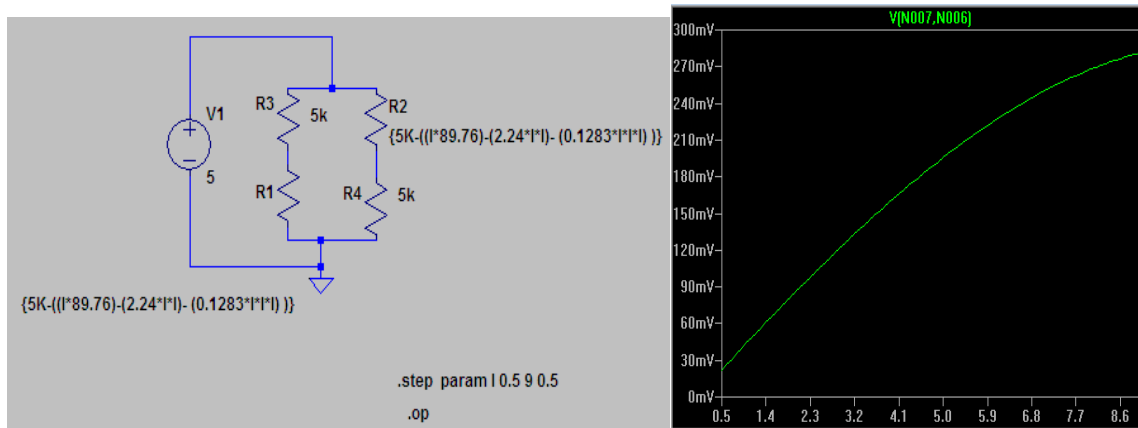 V1
5
R3
5k
R2
{5K-((I*89.76)-(2.24*I*I)- (0.1283*I*I*I) )}
R1
R4
5k
{5K-((I*89.76)-(2.24*I*I)- (0.1283*I*I*I) )}
.step param I 0.5 9 0.5
.op
V(N007,N006)
300mV
270mV
240mV
210mV
180mV
150mV
120mV
90mV
60mV
30mV
0mV
0.5 1.4 2.3 3.2 4.1 5.0 5.9 6.8 7.7 8.6